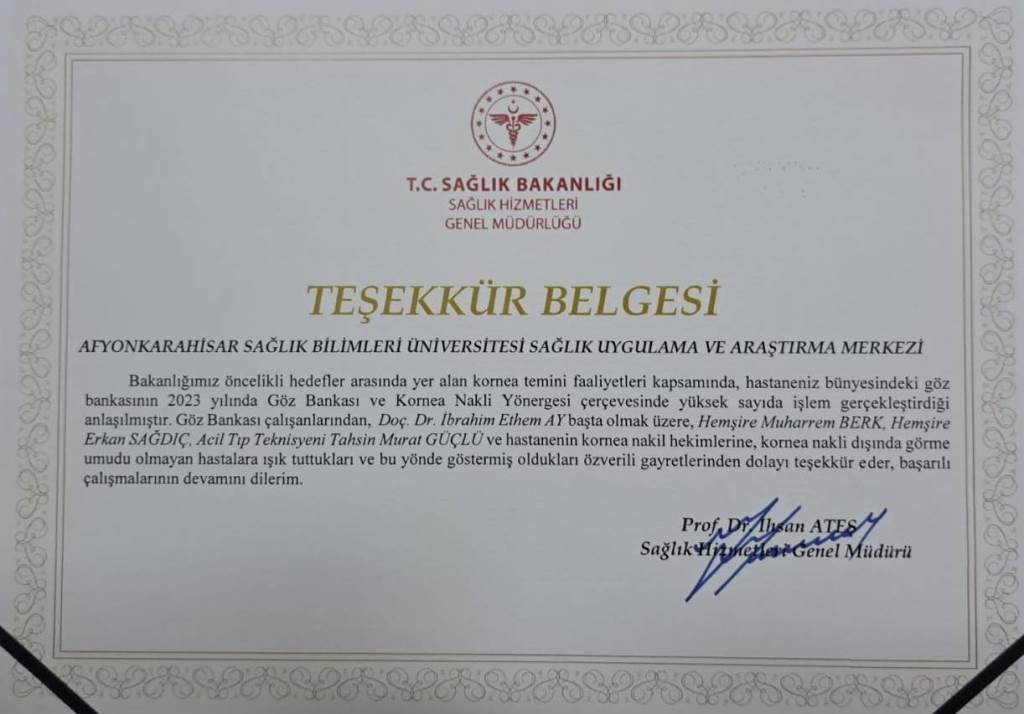 T.C. SAĞLIK BAKANLIĞI
SAĞLIK HİZMETLERİ
GENEL MÜDÜRLÜĞÜ
TEŞEKKÜR BELGESİ
AFYONKARAHİSAR SAĞLIK BİLİMLERİ ÜNİVERSİTESİ SAĞLIK UYGULAMA VE ARAŞTIRMA MERKEZİ
Bakanlığımız öncelikli hedefler arasında yer alan kornea temini faaliyetleri kapsamında, hastaneniz bünyesindeki göz
bankasının 2023 yılında Göz Bankası ve Kornea Nakli Yönergesi çerçevesinde yüksek sayıda işlem gerçekleştirdiği
anlaşılmıştır. Göz Bankası çalışanlarından, Doç. Dr. İbrahim Ethem AY başta olmak üzere, Hemşire Muharrem BERK, Hemşire
Erkan SAĞDIÇ, Acil Tıp Teknisyeni Tahsin Murat GÜÇLÜ ve hastanenin kornea nakil hekimlerine, kornea nakli dışında görme
umudu olmayan hastalara ışık tuttukları ve bu yönde göstermiş oldukları özverili gayretlerinden dolayı teşekkür eder, başarılı
çalışmalarının devamını dilerim.
Prof. Dr. İhsan ATEŞ
Sağlık Hizmetleri Genel Müdürü